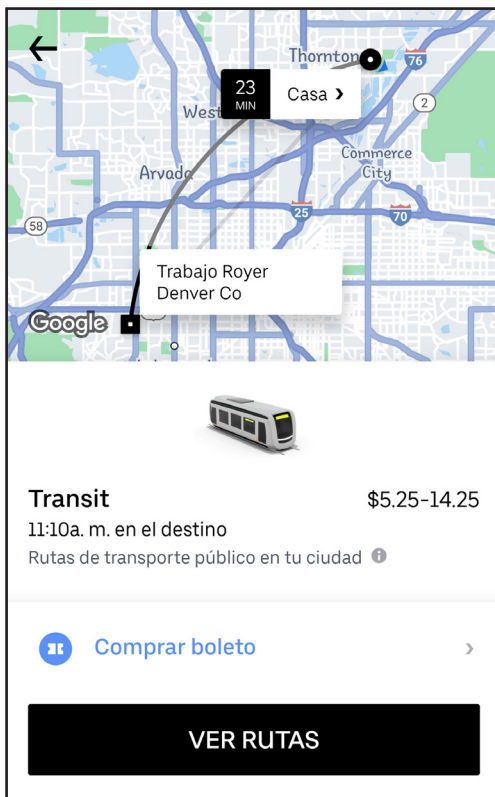 Thornton
76
23
MIN
Casa
West
2
Arvada
Commerce
City
25
70
58
Trabajo Royer
Denver Co
Google
Transit
$5.25-14.25
11:10a. m. en el destino
Rutas de transporte público en tu ciudad
Comprar boleto
VER RUTAS